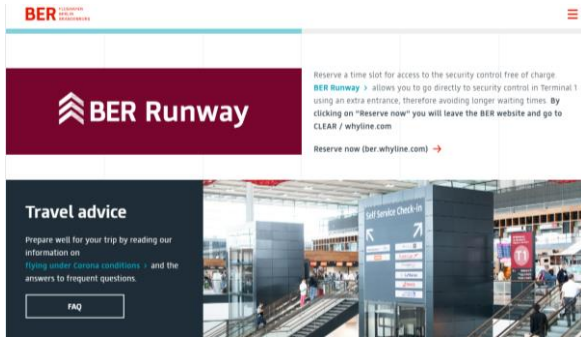 BER FLUGHAFEN
BERLIN
BRANDENBURG
Reserve a time slot for access to the security control free of charge.
BER Runway › allows you to go directly to security control in Terminal 1
using an extra entrance, therefore avoiding longer waiting times. By
clicking on "Reserve now" you will leave the BER website and go to
CLEAR / whyline.com
BER Runway
Reserve now (ber.whyline.com) →
Travel advice
Prepare well for your trip by reading our
information on
flying under Corona conditions › and the
answers to frequent questions.
FAQ
Self Service Check-in